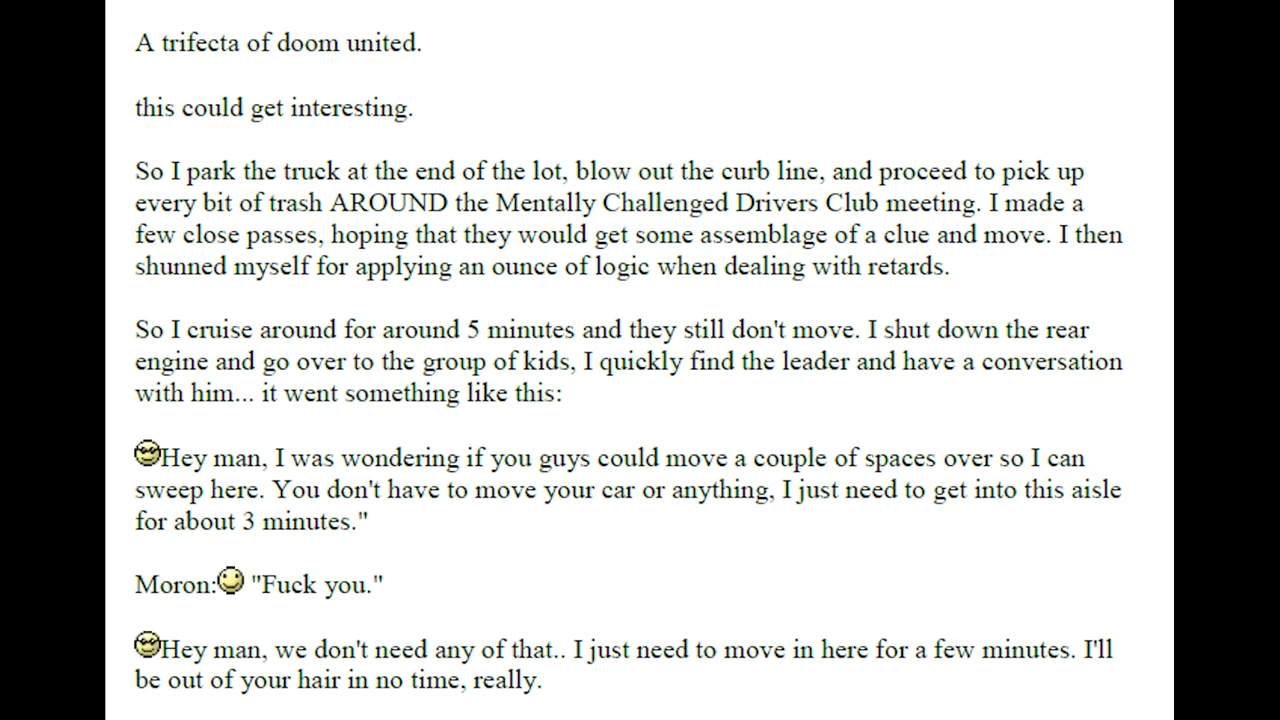 A trifecta of doom united.
this could get interesting.
So I park the truck at the end of the lot, blow out the curb line, and proceed to pick up
every bit of trash AROUND the Mentally Challenged Drivers Club meeting. I made a
few close passes, hoping that they would get some assemblage of a clue and move. I then
shunned myself for applying an ounce of logic when dealing with retards.
So I cruise around for around 5 minutes and they still don't move. I shut down the rear
engine and go over to the group of kids, I quickly find the leader and have a conversation
with him... it went something like this:
Hey man, I was wondering if you guys could move a couple of spaces over so I can
sweep here. You don't have to move your car or anything, I just need to get into this aisle
for about 3 minutes."
Moron: "Fuck you."
Hey man, we don't need any of that.. I just need to move in here for a few minutes. I'll
be out of your hair in no time, really.